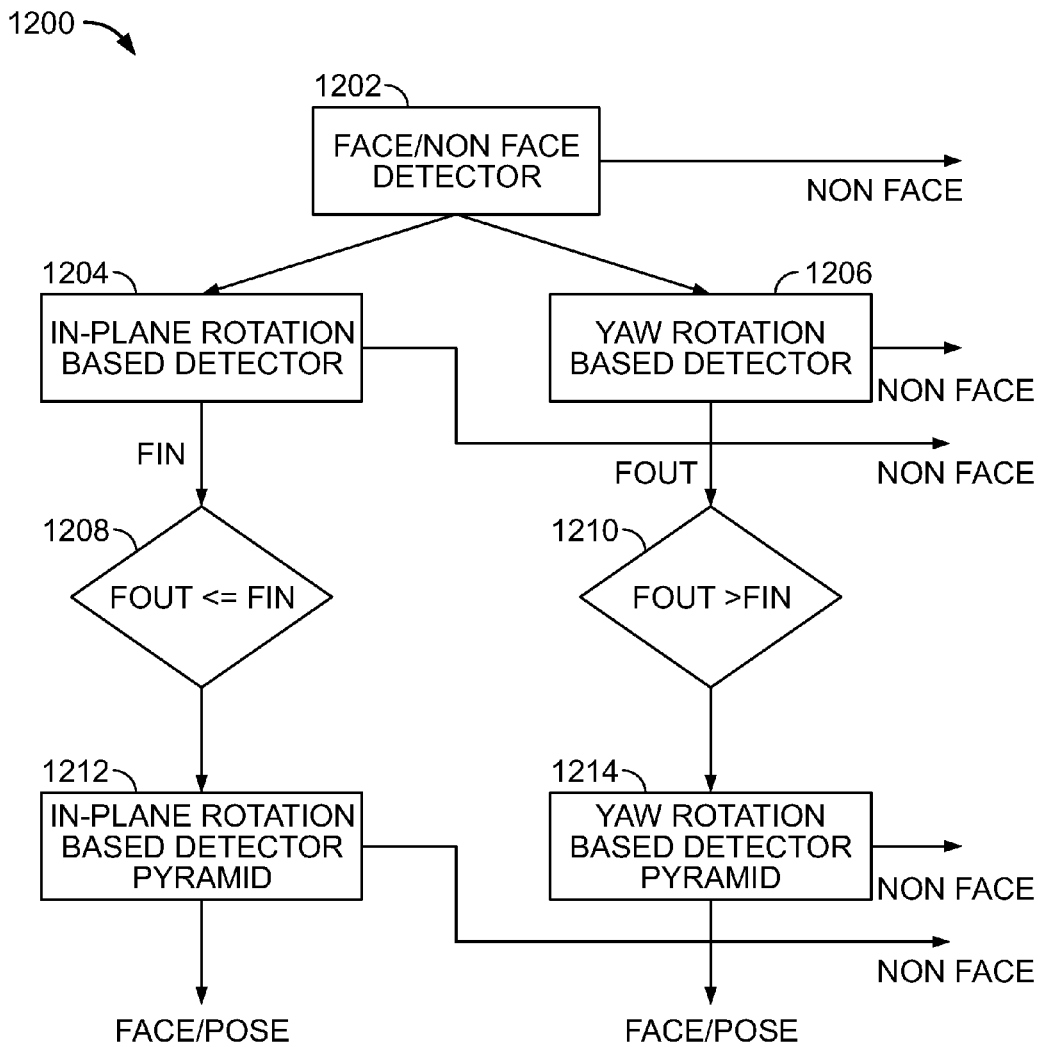 1200
1202
FACE/NON FACE
DETECTOR
NON FACE
1204
IN-PLANE ROTATION
BASED DETECTOR
1206
YAW ROTATION
BASED DETECTOR
NON FACE
FIN
NON FACE
FOUT
1208
FOUT <= FIN
1210
FOUT >FIN
1212
IN-PLANE ROTATION
BASED DETECTOR
PYRAMID
1214
YAW ROTATION
BASED DETECTOR
PYRAMID
NON FACE
NON FACE
FACE/POSE
FACE/POSE